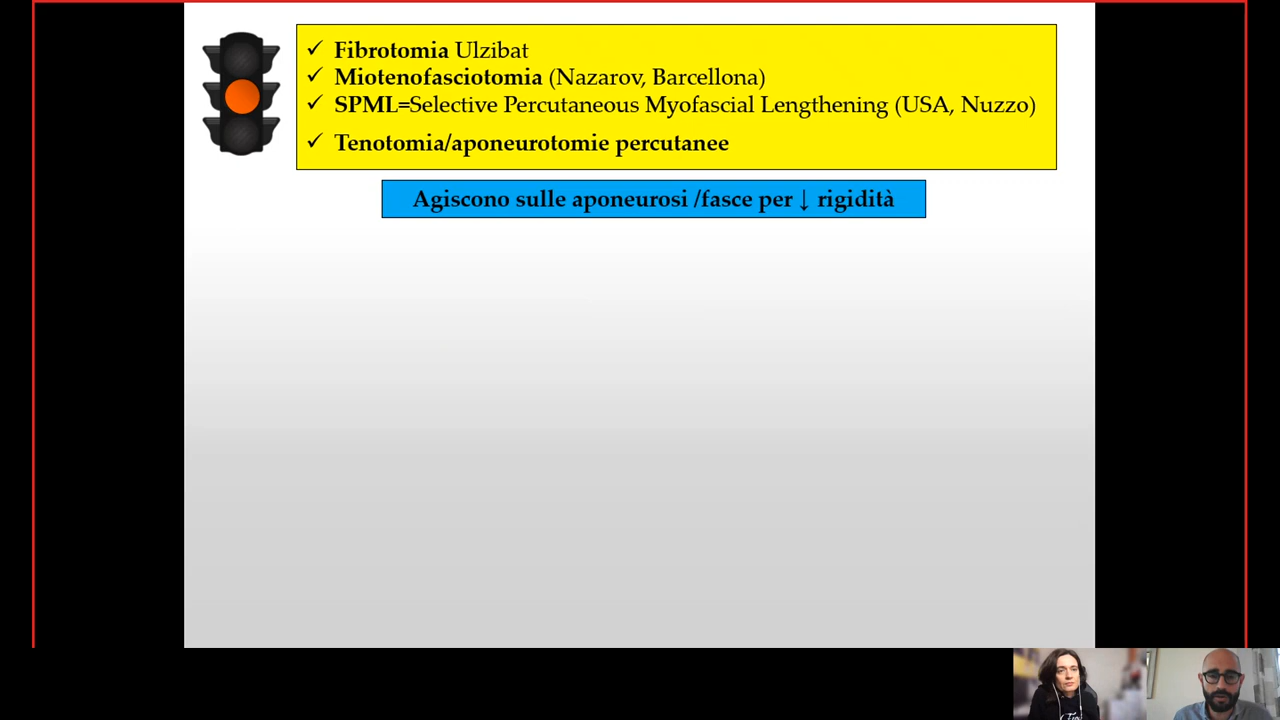 ✓ Fibrotomia Ulzibat
✓ Miotenofasciotomia (Nazarov, Barcellona)
✓ SPML=Selective Percutaneous Myofascial Lengthening (USA, Nuzzo)
✓ Tenotomia/aponeurotomie percutanee
Agiscono sulle aponeurosi /fasce per ↓ rigidità